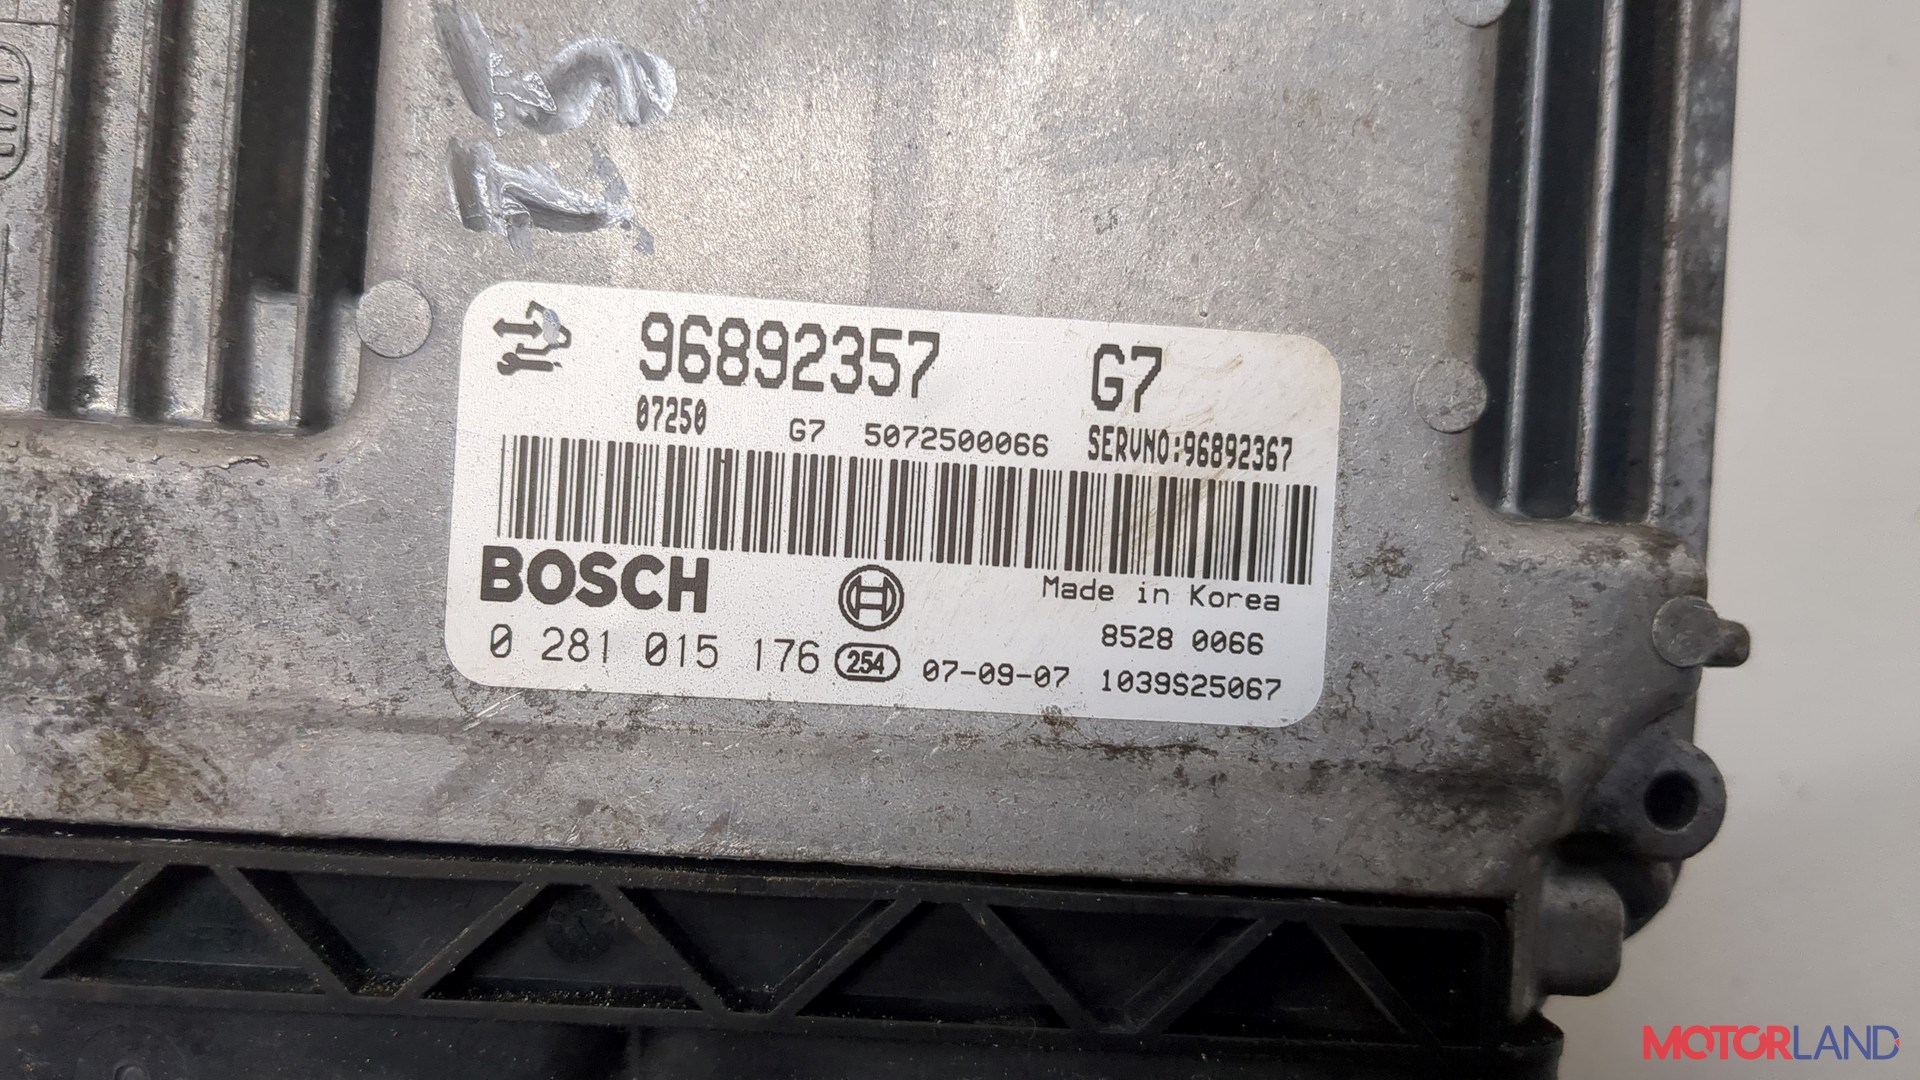 96892357 G7
07250 G7 5072500066 SERVNO:96892367
BOSCH
Made in Korea
8528 0066
0 281 015 176 254 07-09-07 1039S25067
MOTORLAND